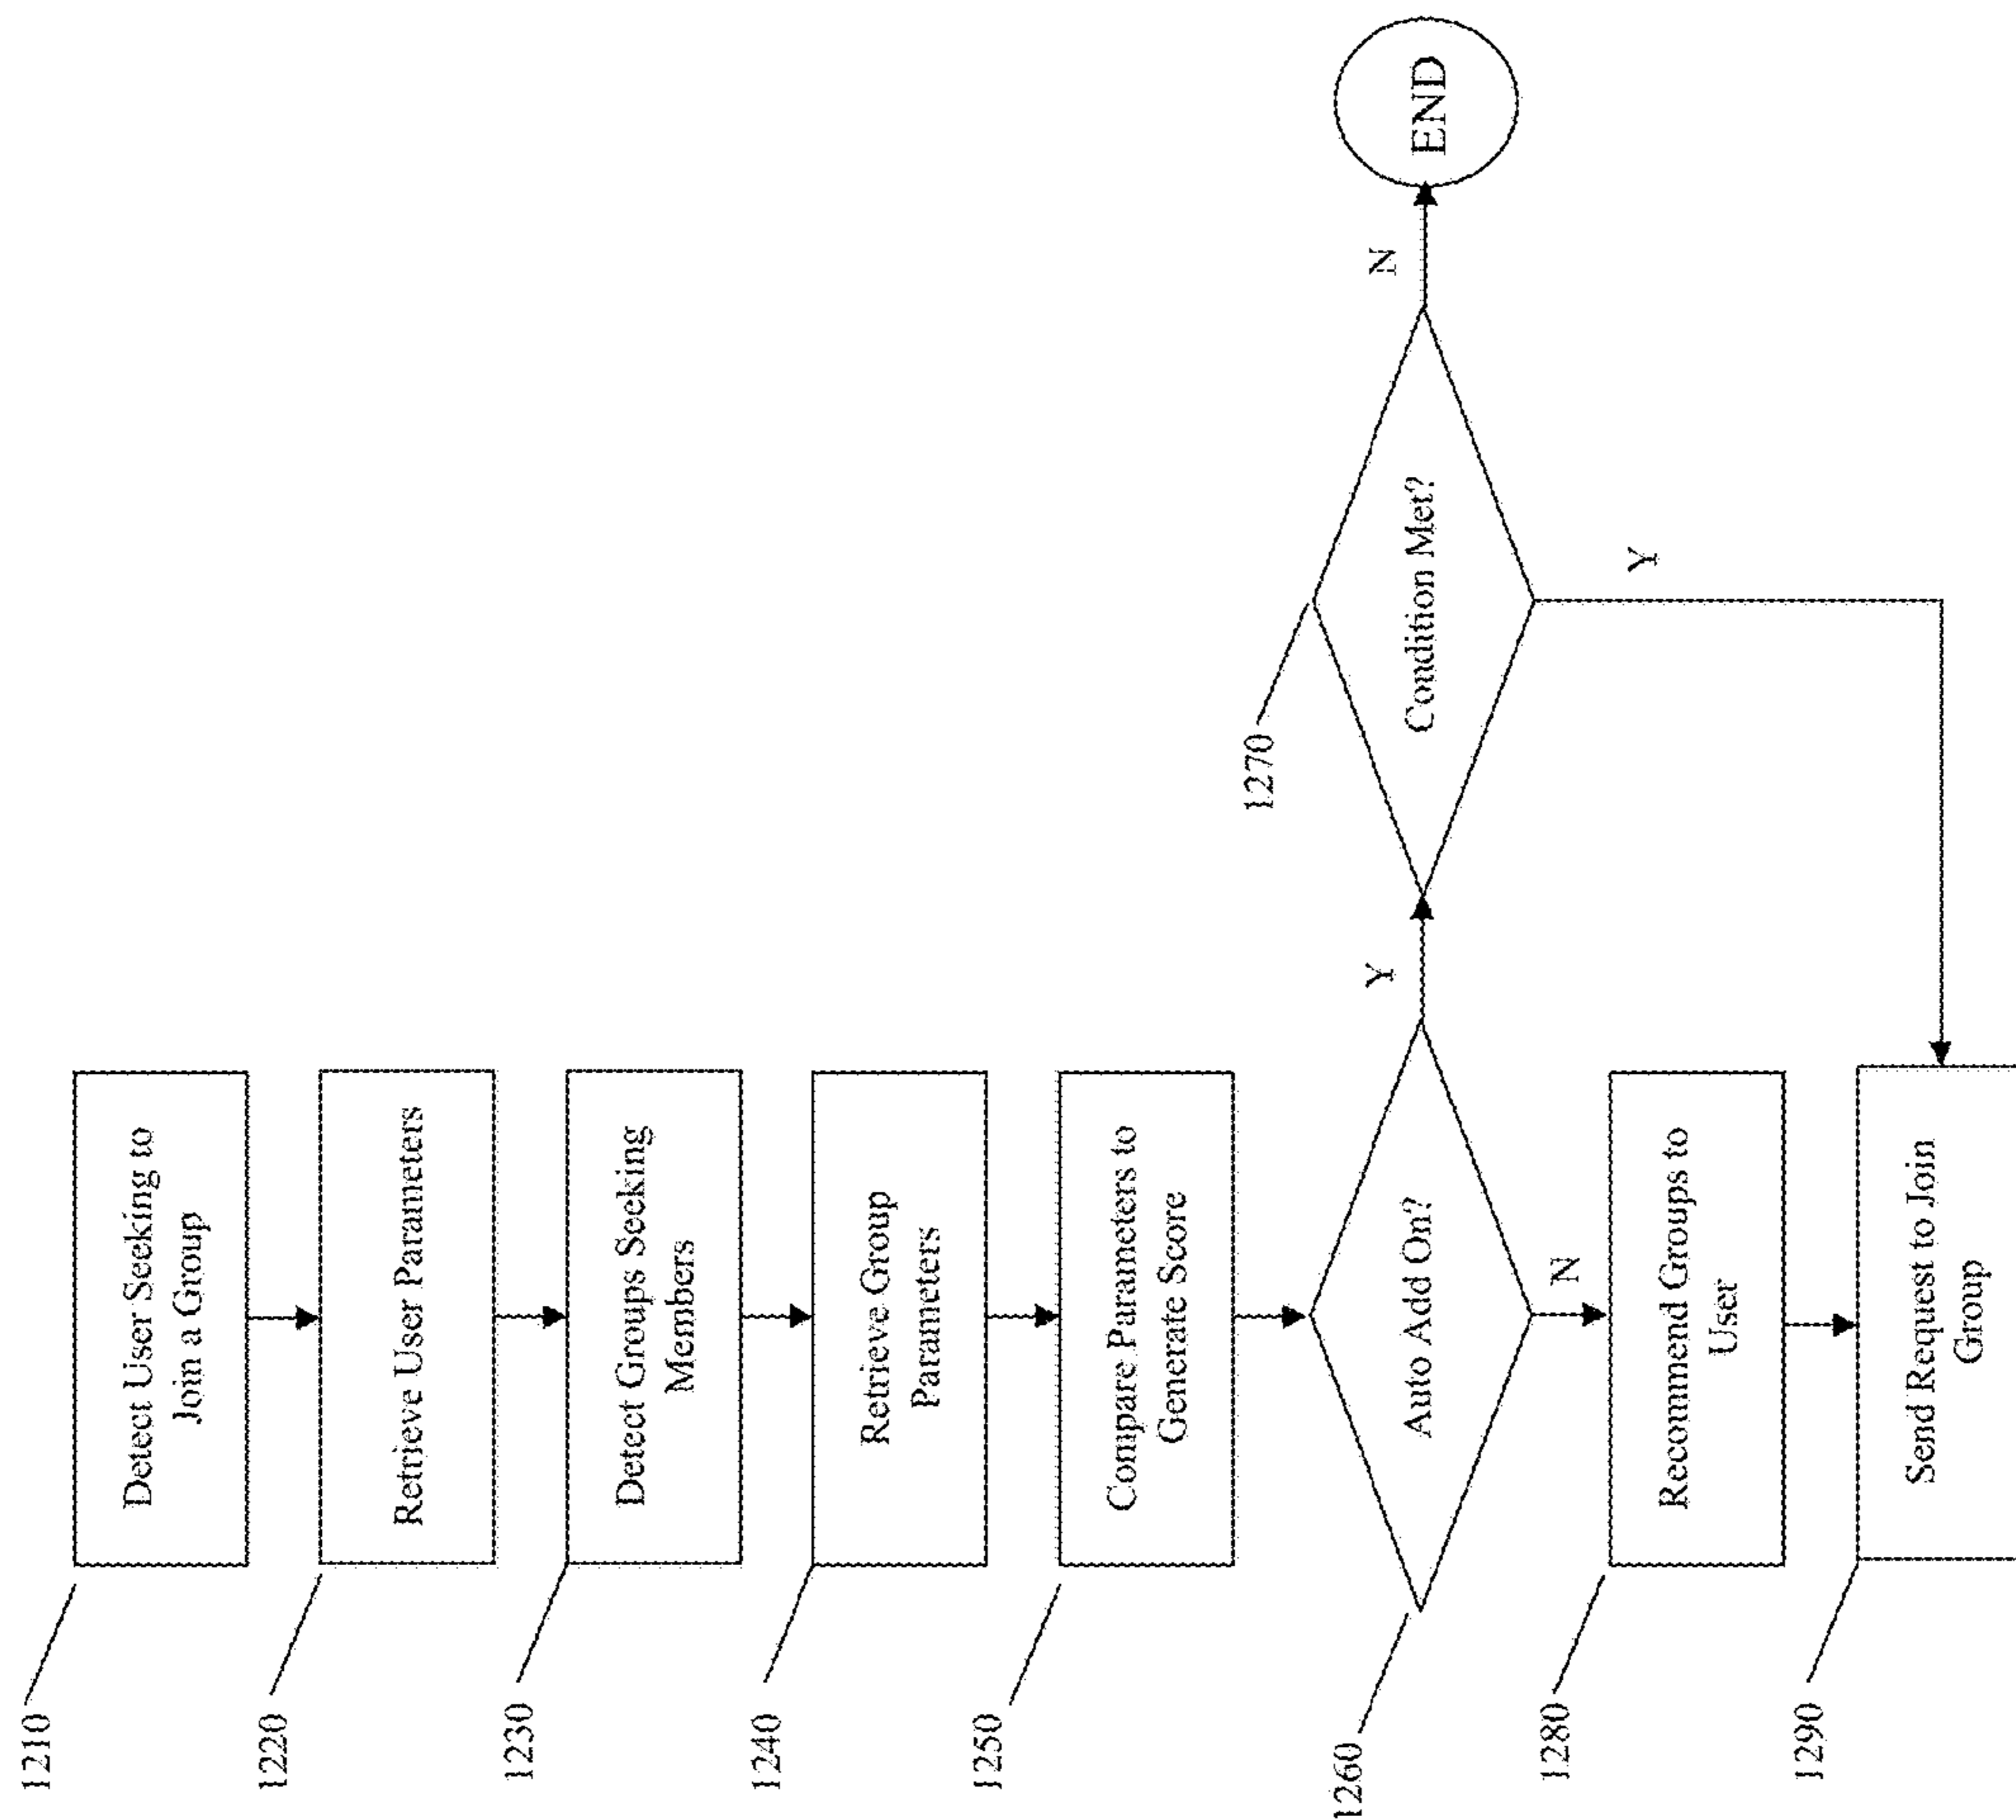 1210
Detect User Seeking to
Join a Group
1220
Retrieve User Parameters
1230
Detect Groups Seeking
Members
1240
Retrieve Group
Parameters
1250
Compare Parameters to
Generate Score
1260
Auto Add On?
Y
N
1270
Condition Met?
N
Y
END
1280
Recommend Groups to
User
1290
Send Request to Join
Group